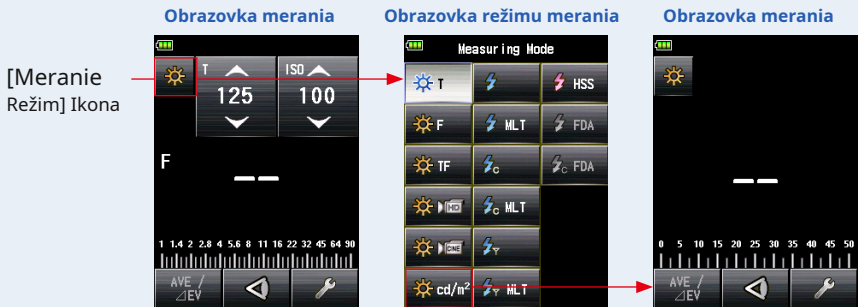 Obrazovka merania
Obrazovka režimu merania
Obrazovka merania
[Meranie
Režim] Ikona
T
ISO
125
100
F
1 1.4 2 2.8 4 5.6 8 11 16 22 32 45 64 90
AVE /
⊿EV
Measuring Mode
T
HSS
F
MLT
FDA
TF
C
C FDA
HD
C MLT
CINE
Y
cd/m²
Y MLT
0 5 10 15 20 25 30 35 40 45 50
AVE /
⊿EV